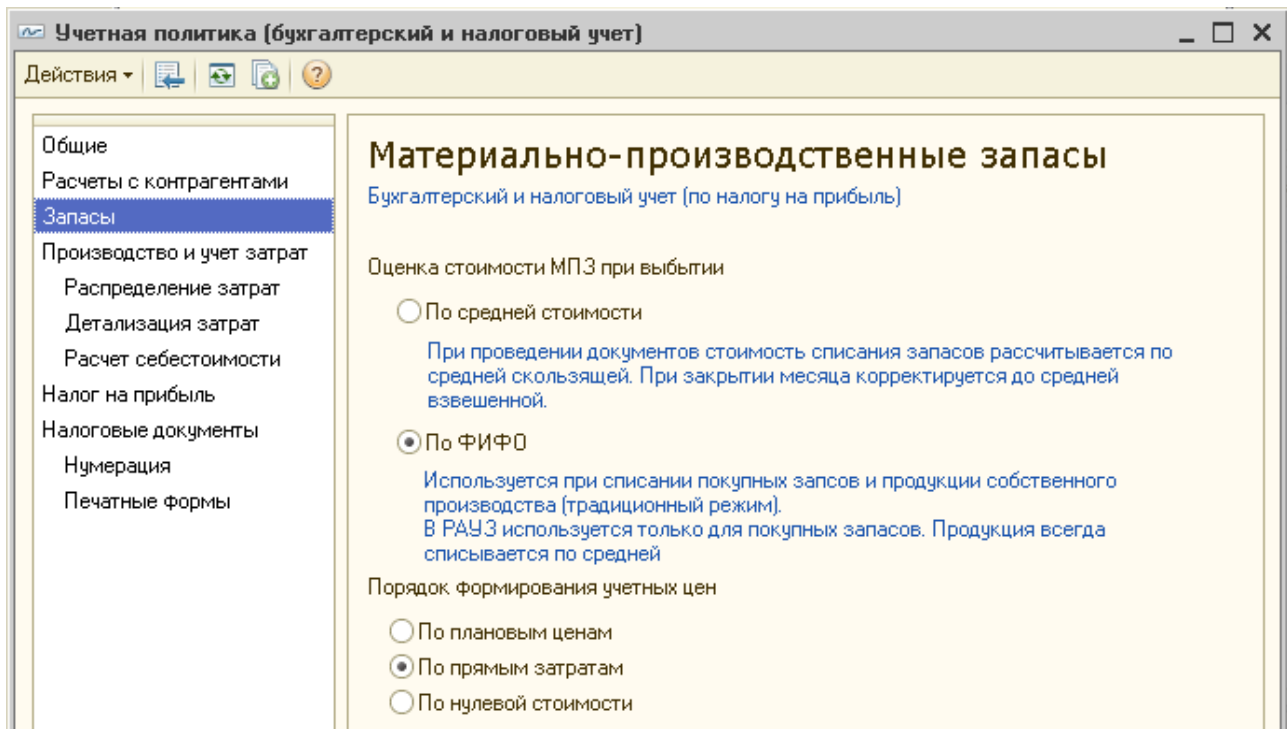 Учетная политика (бухгалтерский и налоговый учет)
Действия
Общие
Расчеты с контрагентами
Запасы
Производство и учет затрат
Распределение затрат
Детализация затрат
Расчет себестоимости
Налог на прибыль
Налоговые документы
Нумерация
Печатные формы
Материально-производственные запасы
Бухгалтерский и налоговый учет (по налогу на прибыль)
Оценка стоимости МПЗ при выбытии
По средней стоимости
При проведении документов стоимость списания запасов рассчитывается по
средней скользящей. При закрытии месяца корректируется до средней
взвешенной.
По ФИФО
Используется при списании покупных запсов и продукции собственного
производства (традиционный режим).
В РАУЗ используется только для покупных запасов. Продукция всегда
списывается по средней
Порядок формирования учетных цен
По плановым ценам
По прямым затратам
По нулевой стоимости